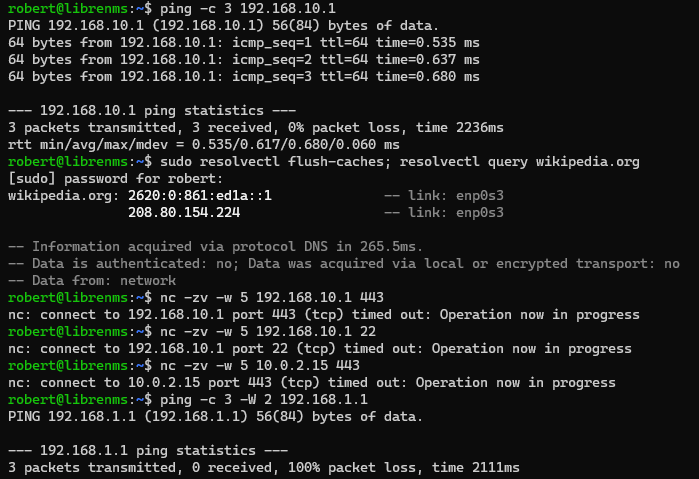 robert@librenms:~$ ping -c 3 192.168.10.1
PING 192.168.10.1 (192.168.10.1) 56(84) bytes of data.
64 bytes from 192.168.10.1: icmp_seq=1 ttl=64 time=0.535 ms
64 bytes from 192.168.10.1: icmp_seq=2 ttl=64 time=0.637 ms
64 bytes from 192.168.10.1: icmp_seq=3 ttl=64 time=0.680 ms

--- 192.168.10.1 ping statistics ---
3 packets transmitted, 3 received, 0% packet loss, time 2236ms
rtt min/avg/max/mdev = 0.535/0.617/0.680/0.060 ms
robert@librenms:~$ sudo resolvectl flush-caches; resolvectl query wikipedia.org
[sudo] password for robert:
wikipedia.org: 2620:0:861:ed1a::1 -- link: enp0s3
208.80.154.224 -- link: enp0s3

-- Information acquired via protocol DNS in 265.5ms.
-- Data is authenticated: no; Data was acquired via local or encrypted transport: no
-- Data from: network
robert@librenms:~$ nc -zv -w 5 192.168.10.1 443
nc: connect to 192.168.10.1 port 443 (tcp) timed out: Operation now in progress
robert@librenms:~$ nc -zv -w 5 192.168.10.1 22
nc: connect to 192.168.10.1 port 22 (tcp) timed out: Operation now in progress
robert@librenms:~$ nc -zv -w 5 10.0.2.15 443
nc: connect to 10.0.2.15 port 443 (tcp) timed out: Operation now in progress
robert@librenms:~$ ping -c 3 -W 2 192.168.1.1
PING 192.168.1.1 (192.168.1.1) 56(84) bytes of data.

--- 192.168.1.1 ping statistics ---
3 packets transmitted, 0 received, 100% packet loss, time 2111ms